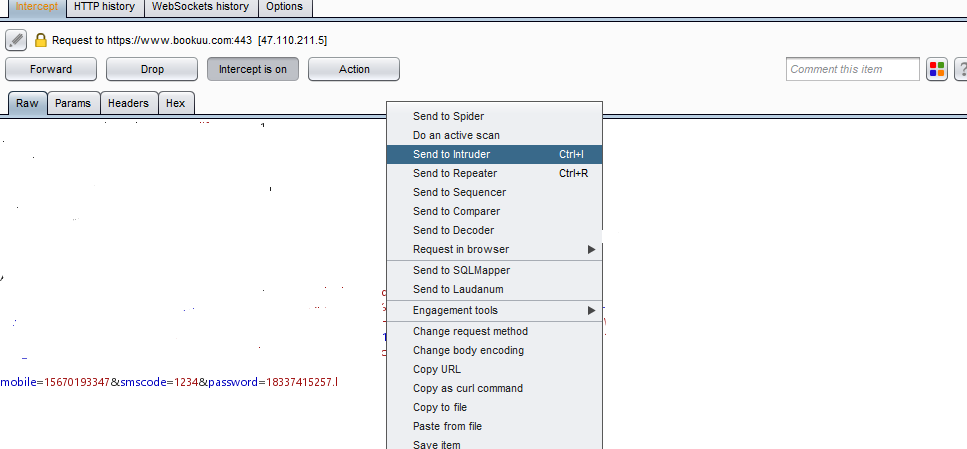 Intercept HTTP history WebSockets history Options
Request to https://www.bookuu.com:443 [47.110.211.5]
Forward Drop Intercept is on Action Comment this item ?
Raw Params Headers Hex
Send to Spider
Do an active scan
Send to Intruder Ctrl+I
Send to Repeater Ctrl+R
Send to Sequencer
Send to Comparer
Send to Decoder
Request in browser
Send to SQLMapper
Send to Laudanum
Engagement tools
Change request method
Change body encoding
Copy URL
Copy as curl command
Copy to file
Paste from file
Save item
mobile=15670193347&smscode=1234&password=18337415257.l